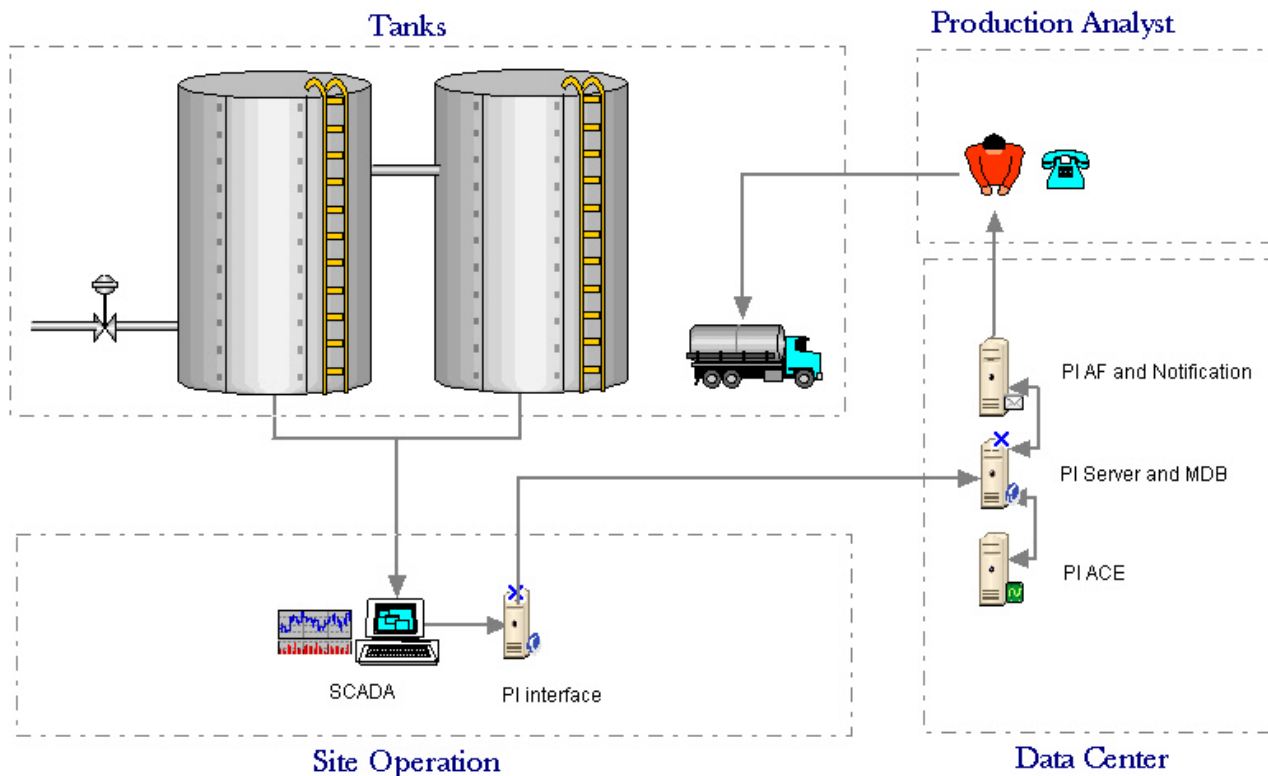 Tanks
Production Analyst
PI AF and Notification
PI Server and MDB
PI ACE
SCADA
PI interface
Site Operation
Data Center